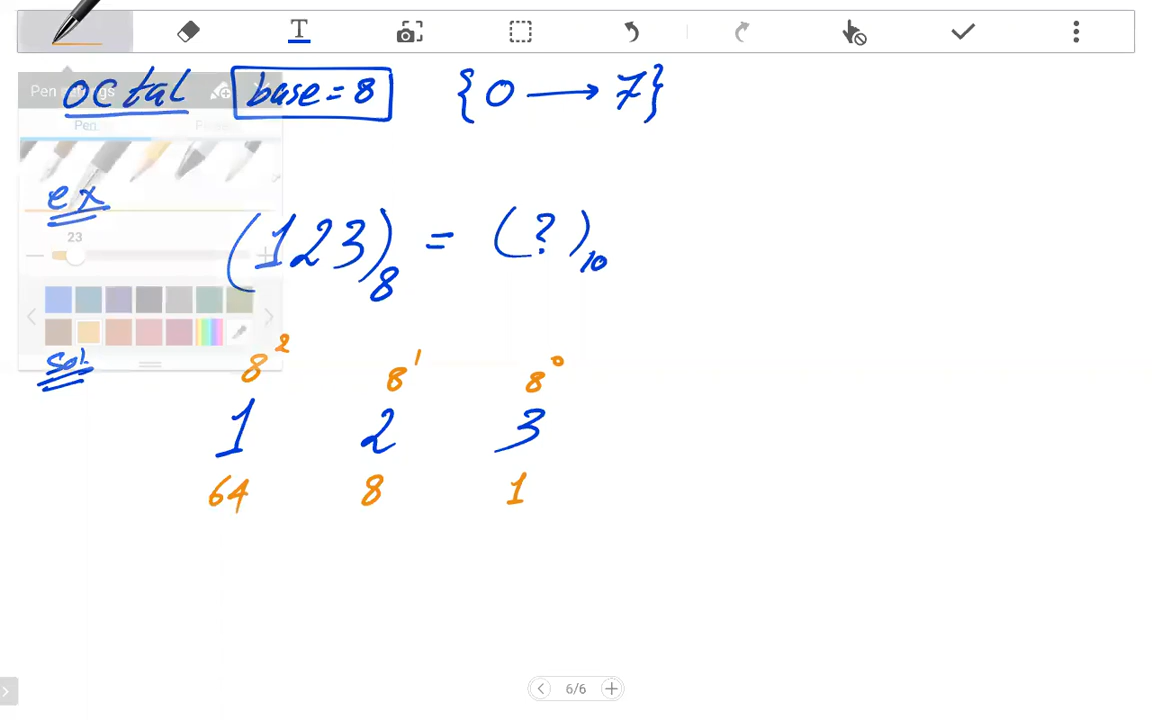 octal base=8 {0 → 7}
Pen settings
Pen
ex
(123)₈ = (?)₁₀
23
sol
8² 8¹ 8⁰
1 2 3
64 8 1
6/6